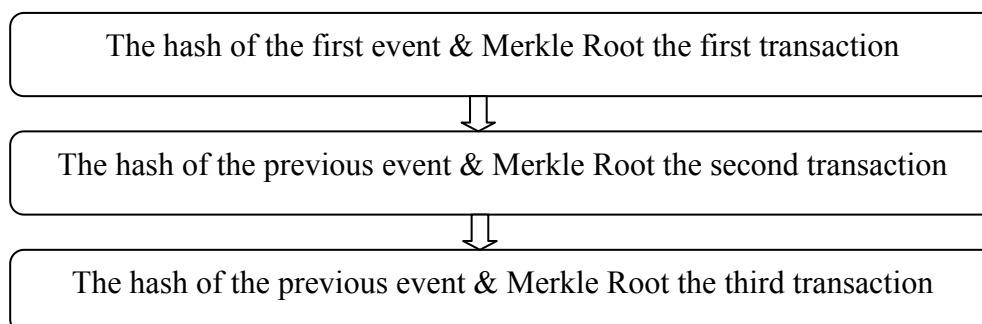 The hash of the first event & Merkle Root the first transaction
The hash of the previous event & Merkle Root the second transaction
The hash of the previous event & Merkle Root the third transaction